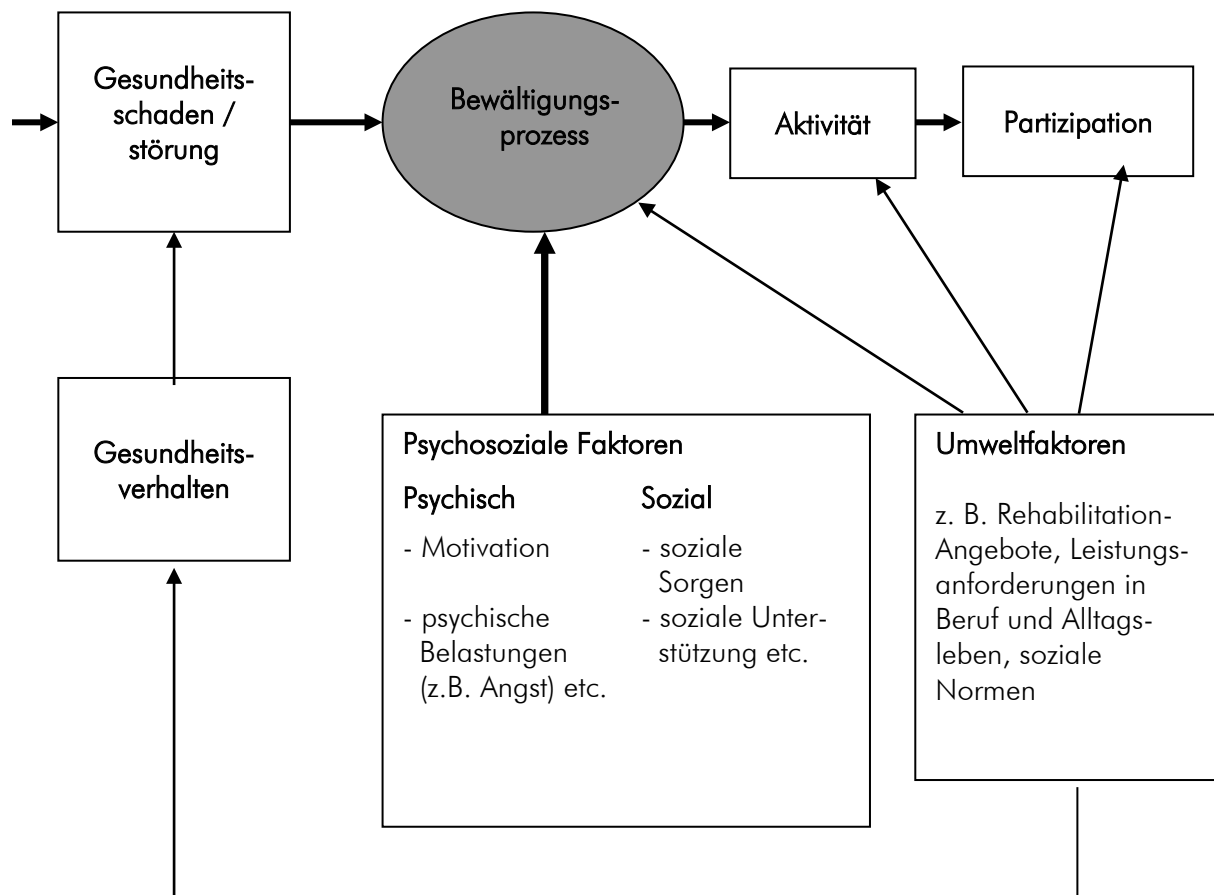 Gesundheits-
schaden /
störung
Bewältigungs-
prozess
Aktivität
Partizipation
Gesundheits-
verhalten
Psychosoziale Faktoren
Psychisch
- Motivation
- psychische
Belastungen
(z.B. Angst) etc.
Sozial
- soziale
Sorgen
- soziale Unter-
stützung etc.
Umweltfaktoren
z. B. Rehabilitation-
Angebote, Leistungs-
anforderungen in
Beruf und Alltags-
leben, soziale
Normen